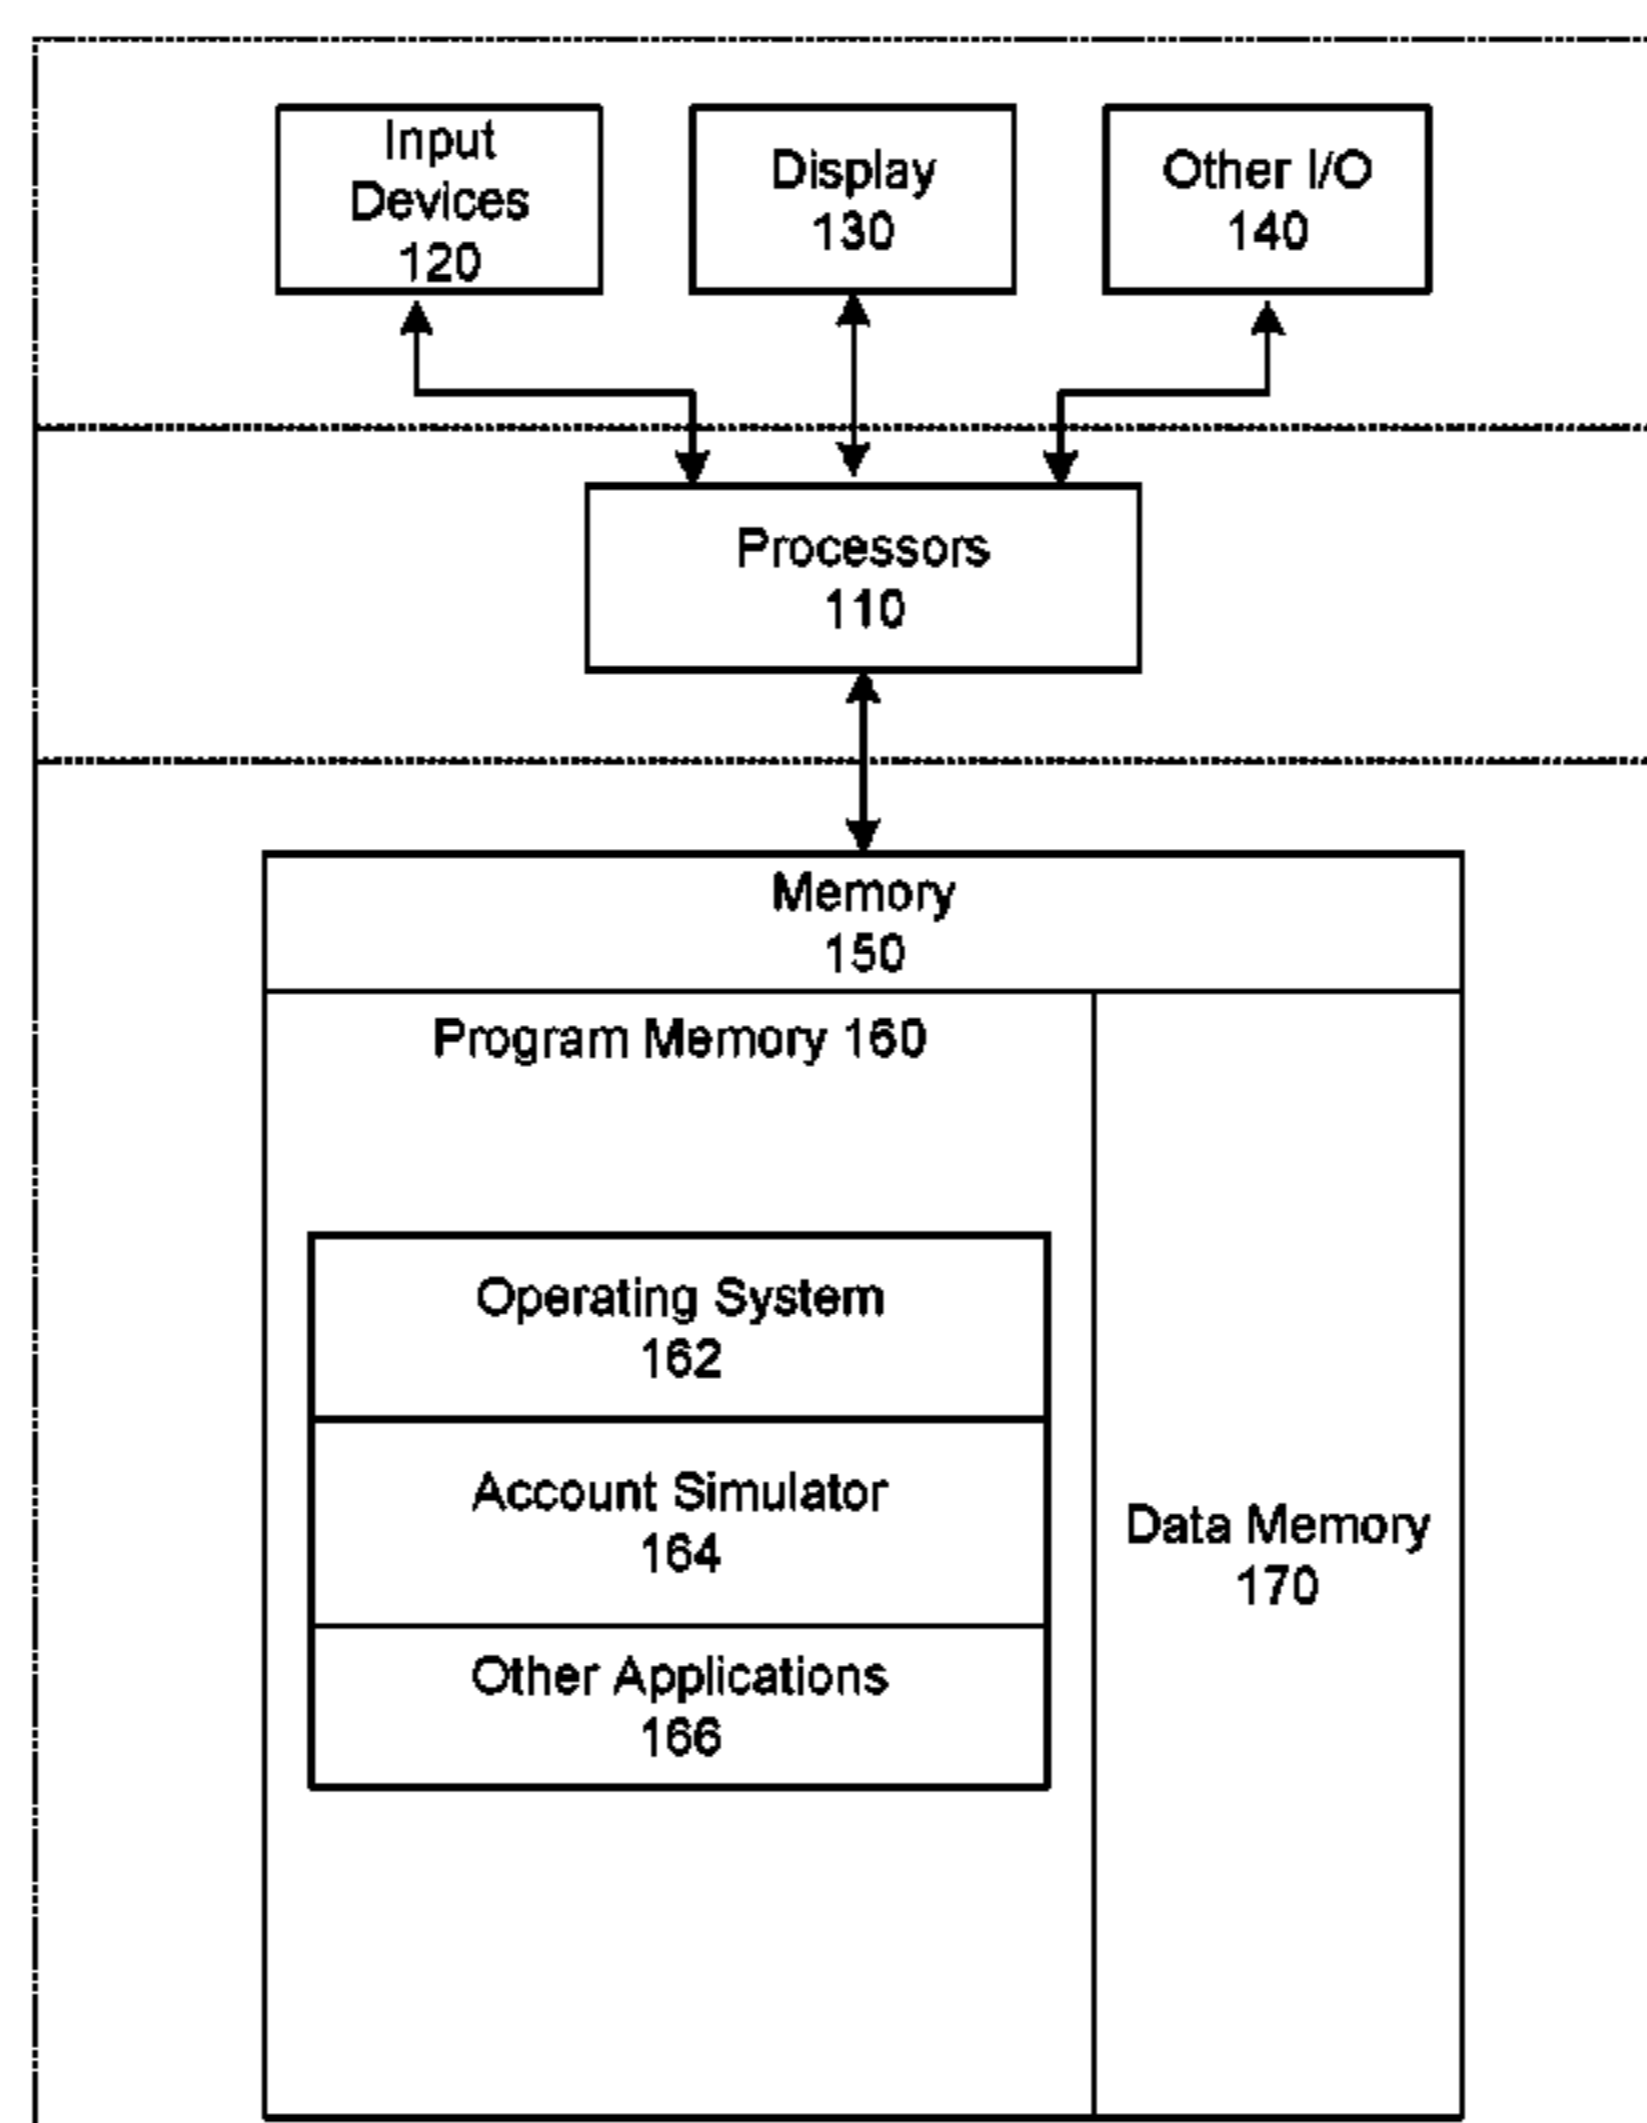 Input
Devices
120
Display
130
Other I/O
140
Processors
110
Memory
150
Program Memory 160
Operating System
162
Account Simulator
164
Other Applications
166
Data Memory
170